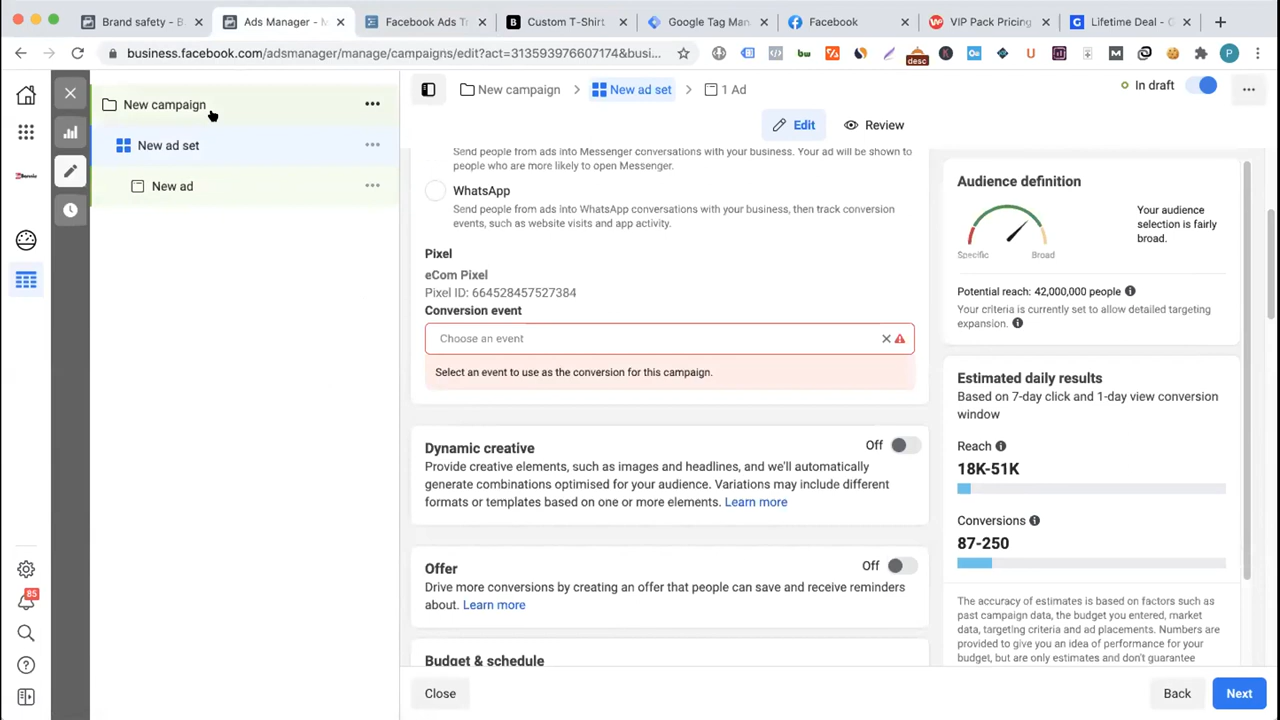 Brand safety - B
Ads Manager - M
Facebook Ads T
Custom T-Shirt
Google Tag Man
Facebook
VIP Pack Pricing
Lifetime Deal - G
business.facebook.com/adsmanager/manage/campaigns/edit?act=313593976607174&busi...
desc
P
New campaign
New ad set
New ad
85
New campaign
New ad set
1 Ad
In draft
Edit
Review
Send people from ads into Messenger conversations with your business. Your ad will be shown to
people who are more likely to open Messenger.
WhatsApp
Send people from ads into WhatsApp conversations with your business, then track conversion
events, such as website visits and app activity.
Pixel
eCom Pixel
Pixel ID: 664528457527384
Conversion event
Choose an event
Select an event to use as the conversion for this campaign.
Dynamic creative
Off
Provide creative elements, such as images and headlines, and we'll automatically
generate combinations optimised for your audience. Variations may include different
formats or templates based on one or more elements. Learn more
Offer
Off
Drive more conversions by creating an offer that people can save and receive reminders
about. Learn more
Budget & schedule
Audience definition
Specific
Broad
Your audience
selection is fairly
broad.
Potential reach: 42,000,000 people
Your criteria is currently set to allow detailed targeting
expansion.
Estimated daily results
Based on 7-day click and 1-day view conversion
window
Reach
18K-51K
Conversions
87-250
The accuracy of estimates is based on factors such as
past campaign data, the budget you entered, market
data, targeting criteria and ad placements. Numbers are
provided to give you an idea of performance for your
budget, but are only estimates and don't guarantee
Close
Back
Next